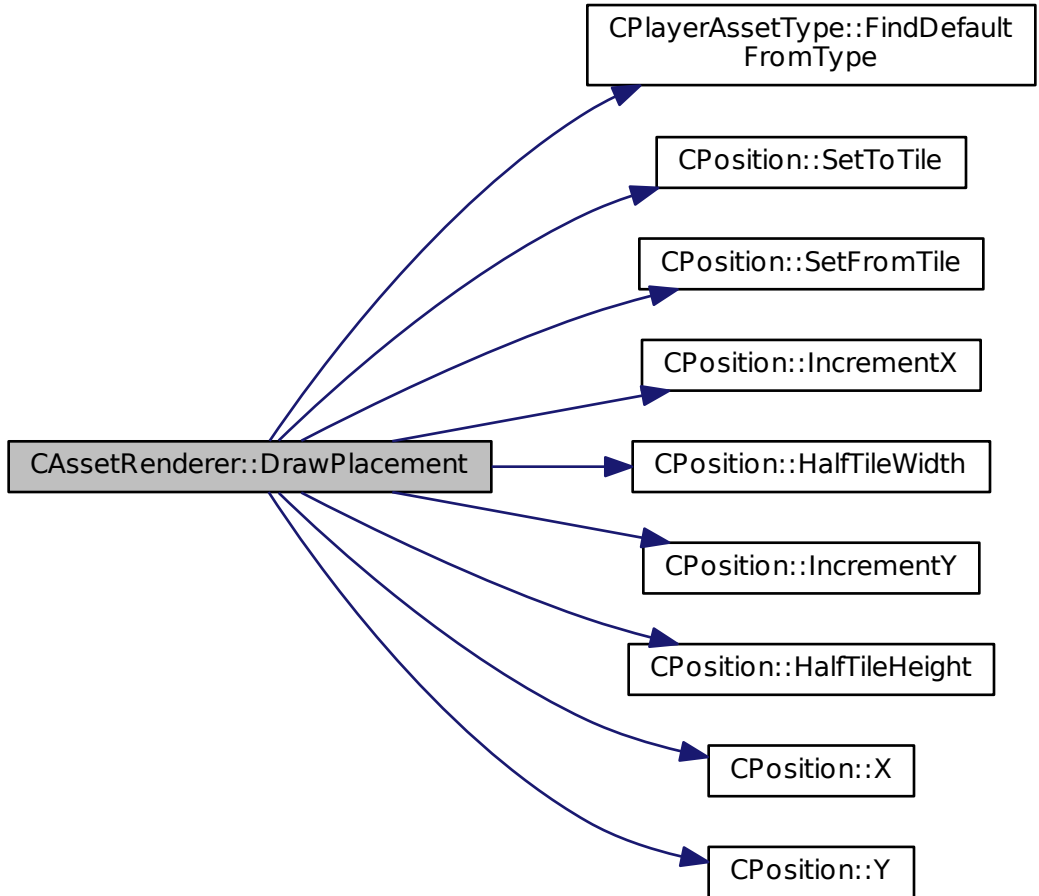 CPlayerAssetType::FindDefault
FromType
CPosition::SetToTile
CPosition::SetFromTile
CPosition::IncrementX
CAssetRenderer::DrawPlacement
CPosition::HalfTileWidth
CPosition::IncrementY
CPosition::HalfTileHeight
CPosition::X
CPosition::Y